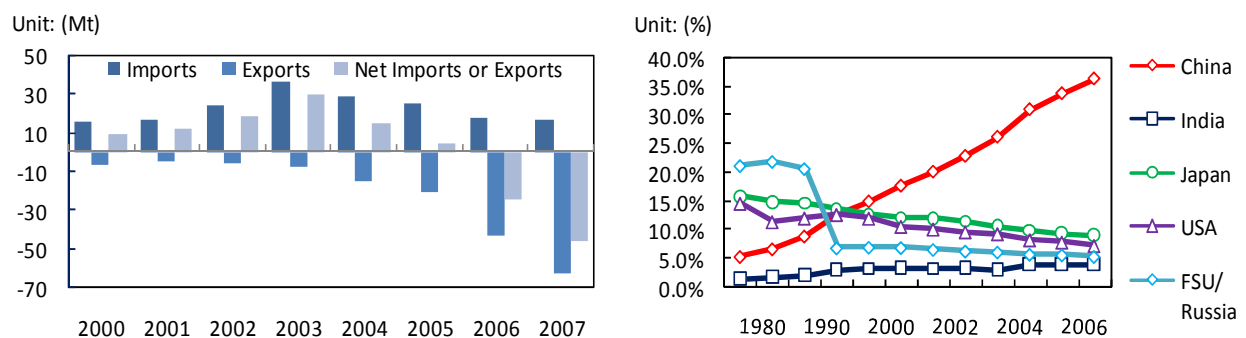 Unit: (Mt)
50
30
10
-10
-30
-50
-70
Imports Exports Net Imports or Exports
2000 2001 2002 2003 2004 2005 2006 2007
Unit: (%)
40.0%
35.0%
30.0%
25.0%
20.0%
15.0%
10.0%
5.0%
0.0%
1980 1990 2000 2002 2004 2006
China
India
Japan
USA
FSU/
Russia